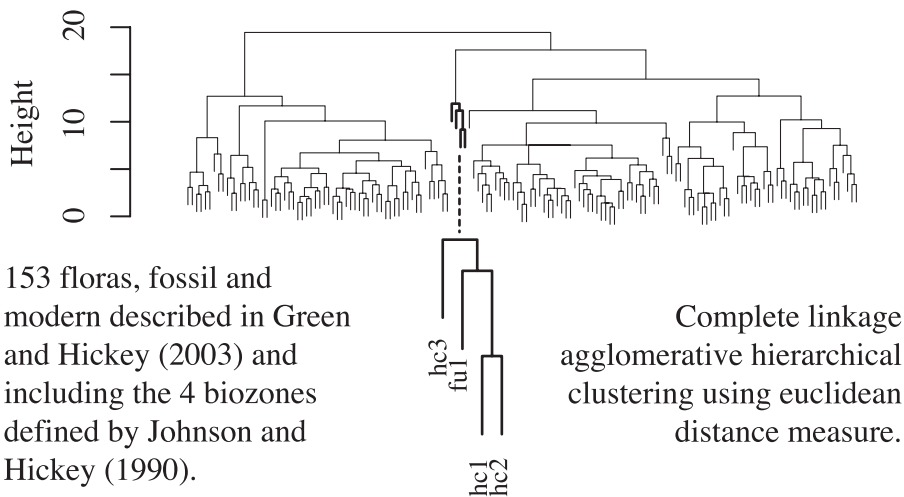 20
10
0
Height
153 floras, fossil and
modern described in Green
and Hickey (2003) and
including the 4 biozones
defined by Johnson and
Hickey (1990).
hc3
fu1
hc1
hc2
Complete linkage
agglomerative hierarchical
clustering using euclidean
distance measure.